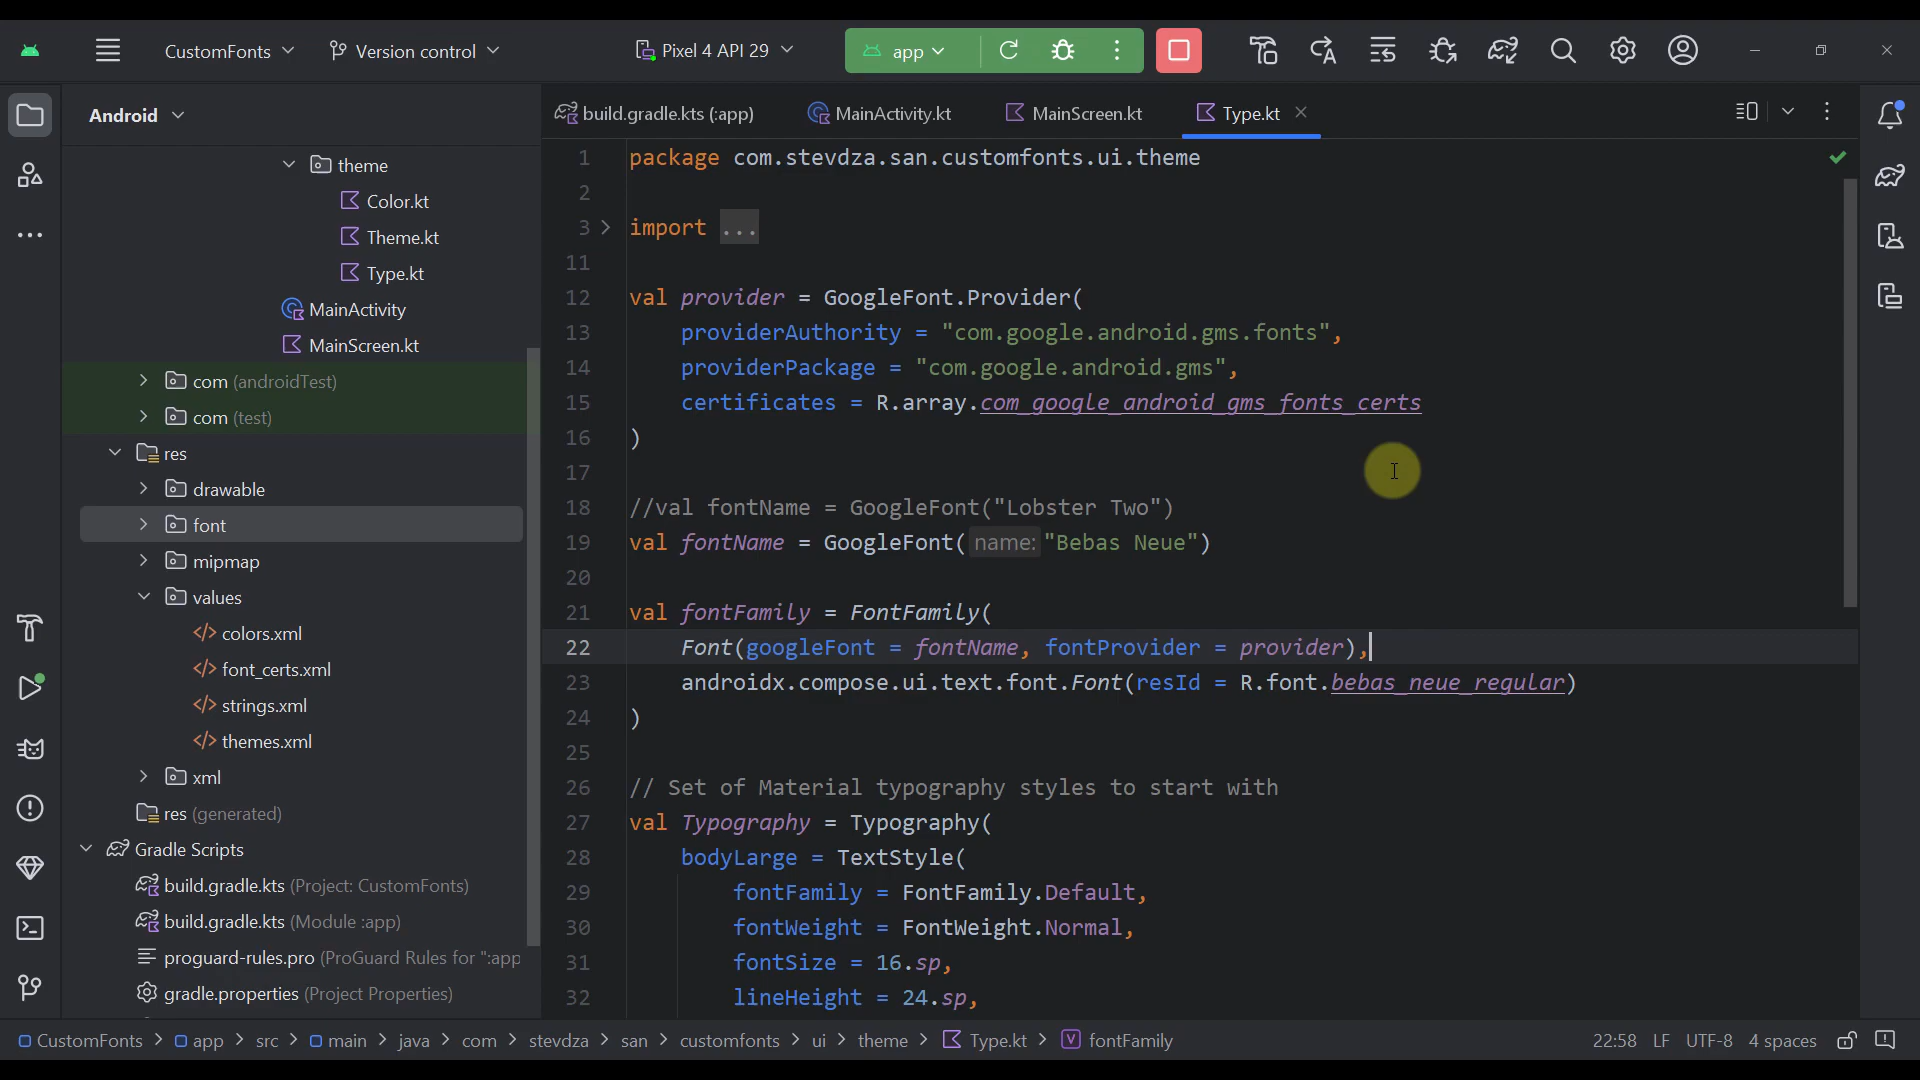 CustomFonts
Version control
Pixel 4 API 29
app
Android
build.gradle.kts (:app)
MainActivity.kt
MainScreen.kt
Type.kt
theme
Color.kt
Theme.kt
Type.kt
MainActivity
MainScreen.kt
com (androidTest)
com (test)
res
drawable
font
mipmap
values
colors.xml
font_certs.xml
strings.xml
themes.xml
xml
res (generated)
Gradle Scripts
build.gradle.kts (Project: CustomFonts)
build.gradle.kts (Module :app)
proguard-rules.pro (ProGuard Rules for ":app
gradle.properties (Project Properties)
1 package com.stevdza.san.customfonts.ui.theme
2
3 import ...
11
12 val provider = GoogleFont.Provider(
13 providerAuthority = "com.google.android.gms.fonts",
14 providerPackage = "com.google.android.gms",
15 certificates = R.array.com_google_android_gms_fonts_certs
16 )
17
18 //val fontName = GoogleFont("Lobster Two")
19 val fontName = GoogleFont( name: "Bebas Neue")
20
21 val fontFamily = FontFamily(
22 Font(googleFont = fontName, fontProvider = provider),
23 androidx.compose.ui.text.font.Font(resId = R.font.bebas_neue_regular)
24 )
25
26 // Set of Material typography styles to start with
27 val Typography = Typography(
28 bodyLarge = TextStyle(
29 fontFamily = FontFamily.Default,
30 fontWeight = FontWeight.Normal,
31 fontSize = 16.sp,
32 lineHeight = 24.sp,
CustomFonts > app > src > main > java > com > stevdza > san > customfonts > ui > theme > Type.kt > fontFamily
22:58 LF UTF-8 4 spaces